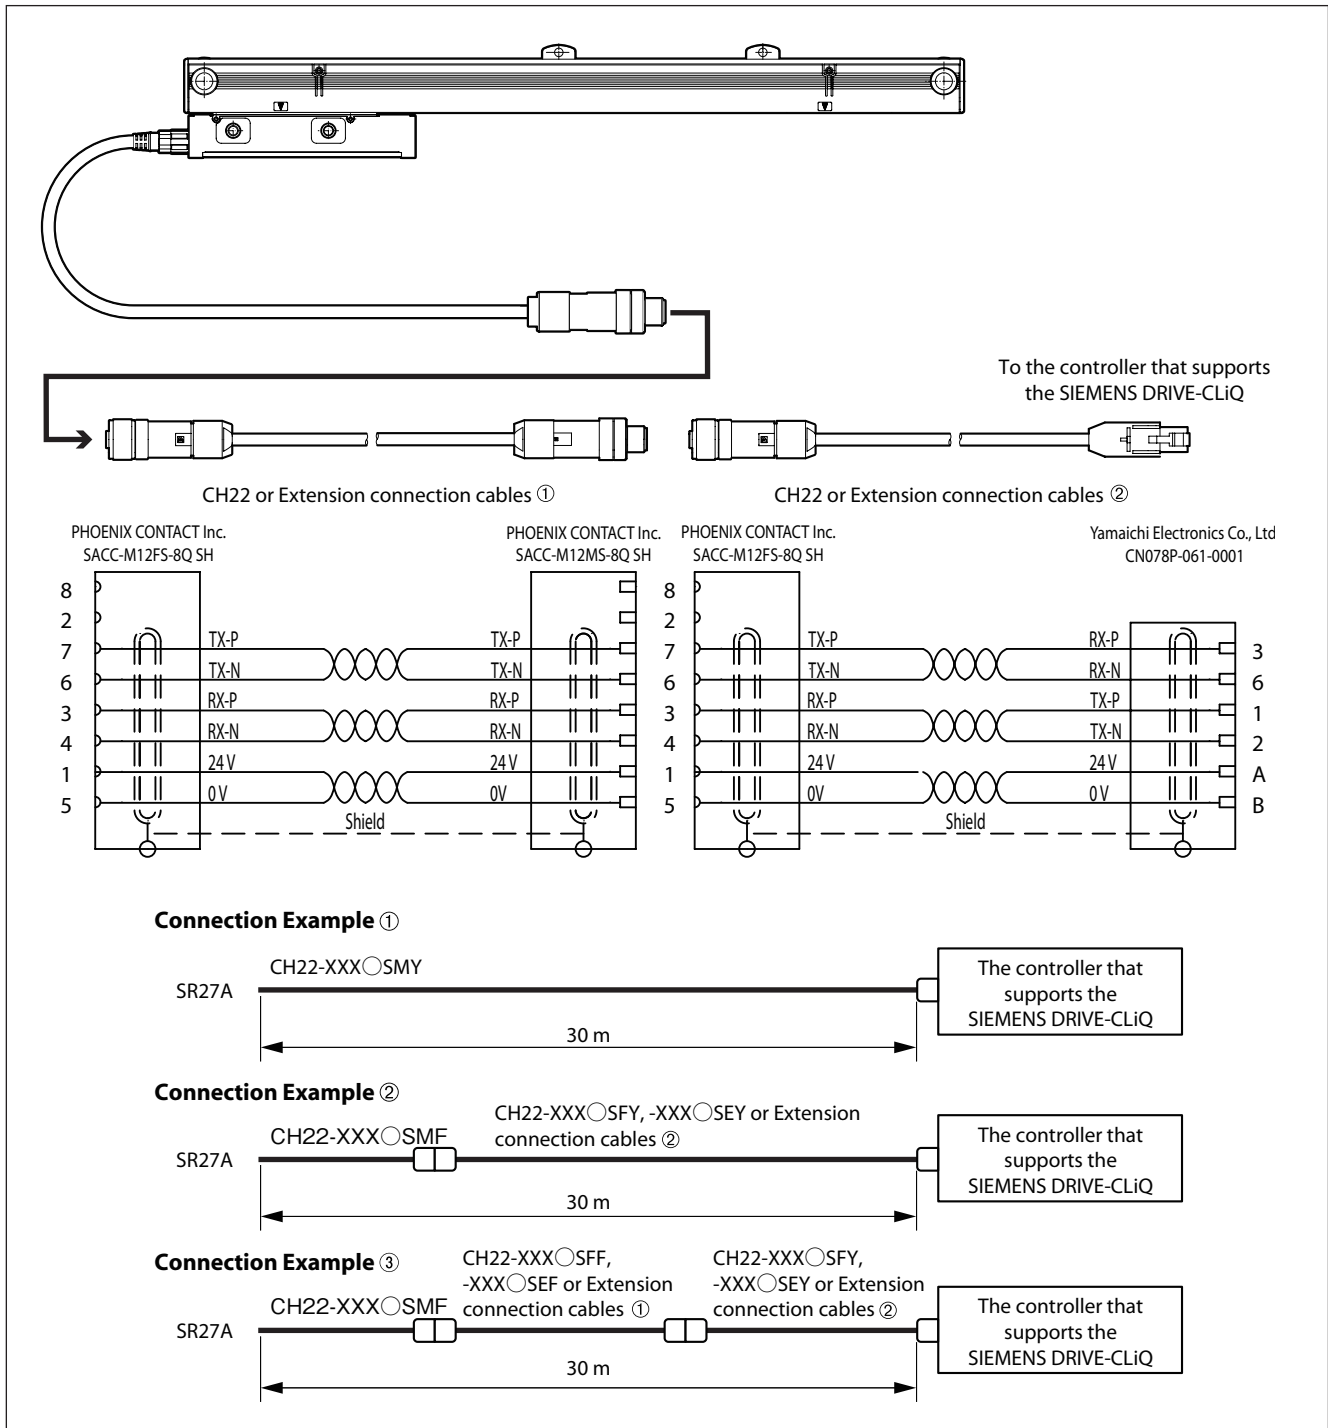 To the controller that supports
the SIEMENS DRIVE-CLiQ
CH22 or Extension connection cables ①
CH22 or Extension connection cables ②
PHOENIX CONTACT Inc.
SACC-M12FS-8Q SH
PHOENIX CONTACT Inc.
SACC-M12MS-8Q SH
PHOENIX CONTACT Inc.
SACC-M12FS-8Q SH
Yamaichi Electronics Co., Ltd
CN078P-061-0001
8
2
7 TX-P TX-P
6 TX-N TX-N
3 RX-P RX-P
4 RX-N RX-N
1 24 V 24 V
5 0V 0V
Shield
8
2
7 TX-P RX-P 3
6 TX-N RX-N 6
3 RX-P TX-P 1
4 RX-N TX-N 2
1 24 V 24 V A
5 0V 0 V B
Shield
Connection Example ①
CH22-XXX○SMY
SR27A
30 m
The controller that
supports the
SIEMENS DRIVE-CLiQ
Connection Example ②
CH22-XXX○SMF
CH22-XXX○SFY, -XXX○SEY or Extension
connection cables ②
SR27A
30 m
The controller that
supports the
SIEMENS DRIVE-CLiQ
Connection Example ③
CH22-XXX○SMF
CH22-XXX○SFF,
-XXX○SEF or Extension
connection cables ①
CH22-XXX○SFY,
-XXX○SEY or Extension
connection cables ②
SR27A
30 m
The controller that
supports the
SIEMENS DRIVE-CLiQ